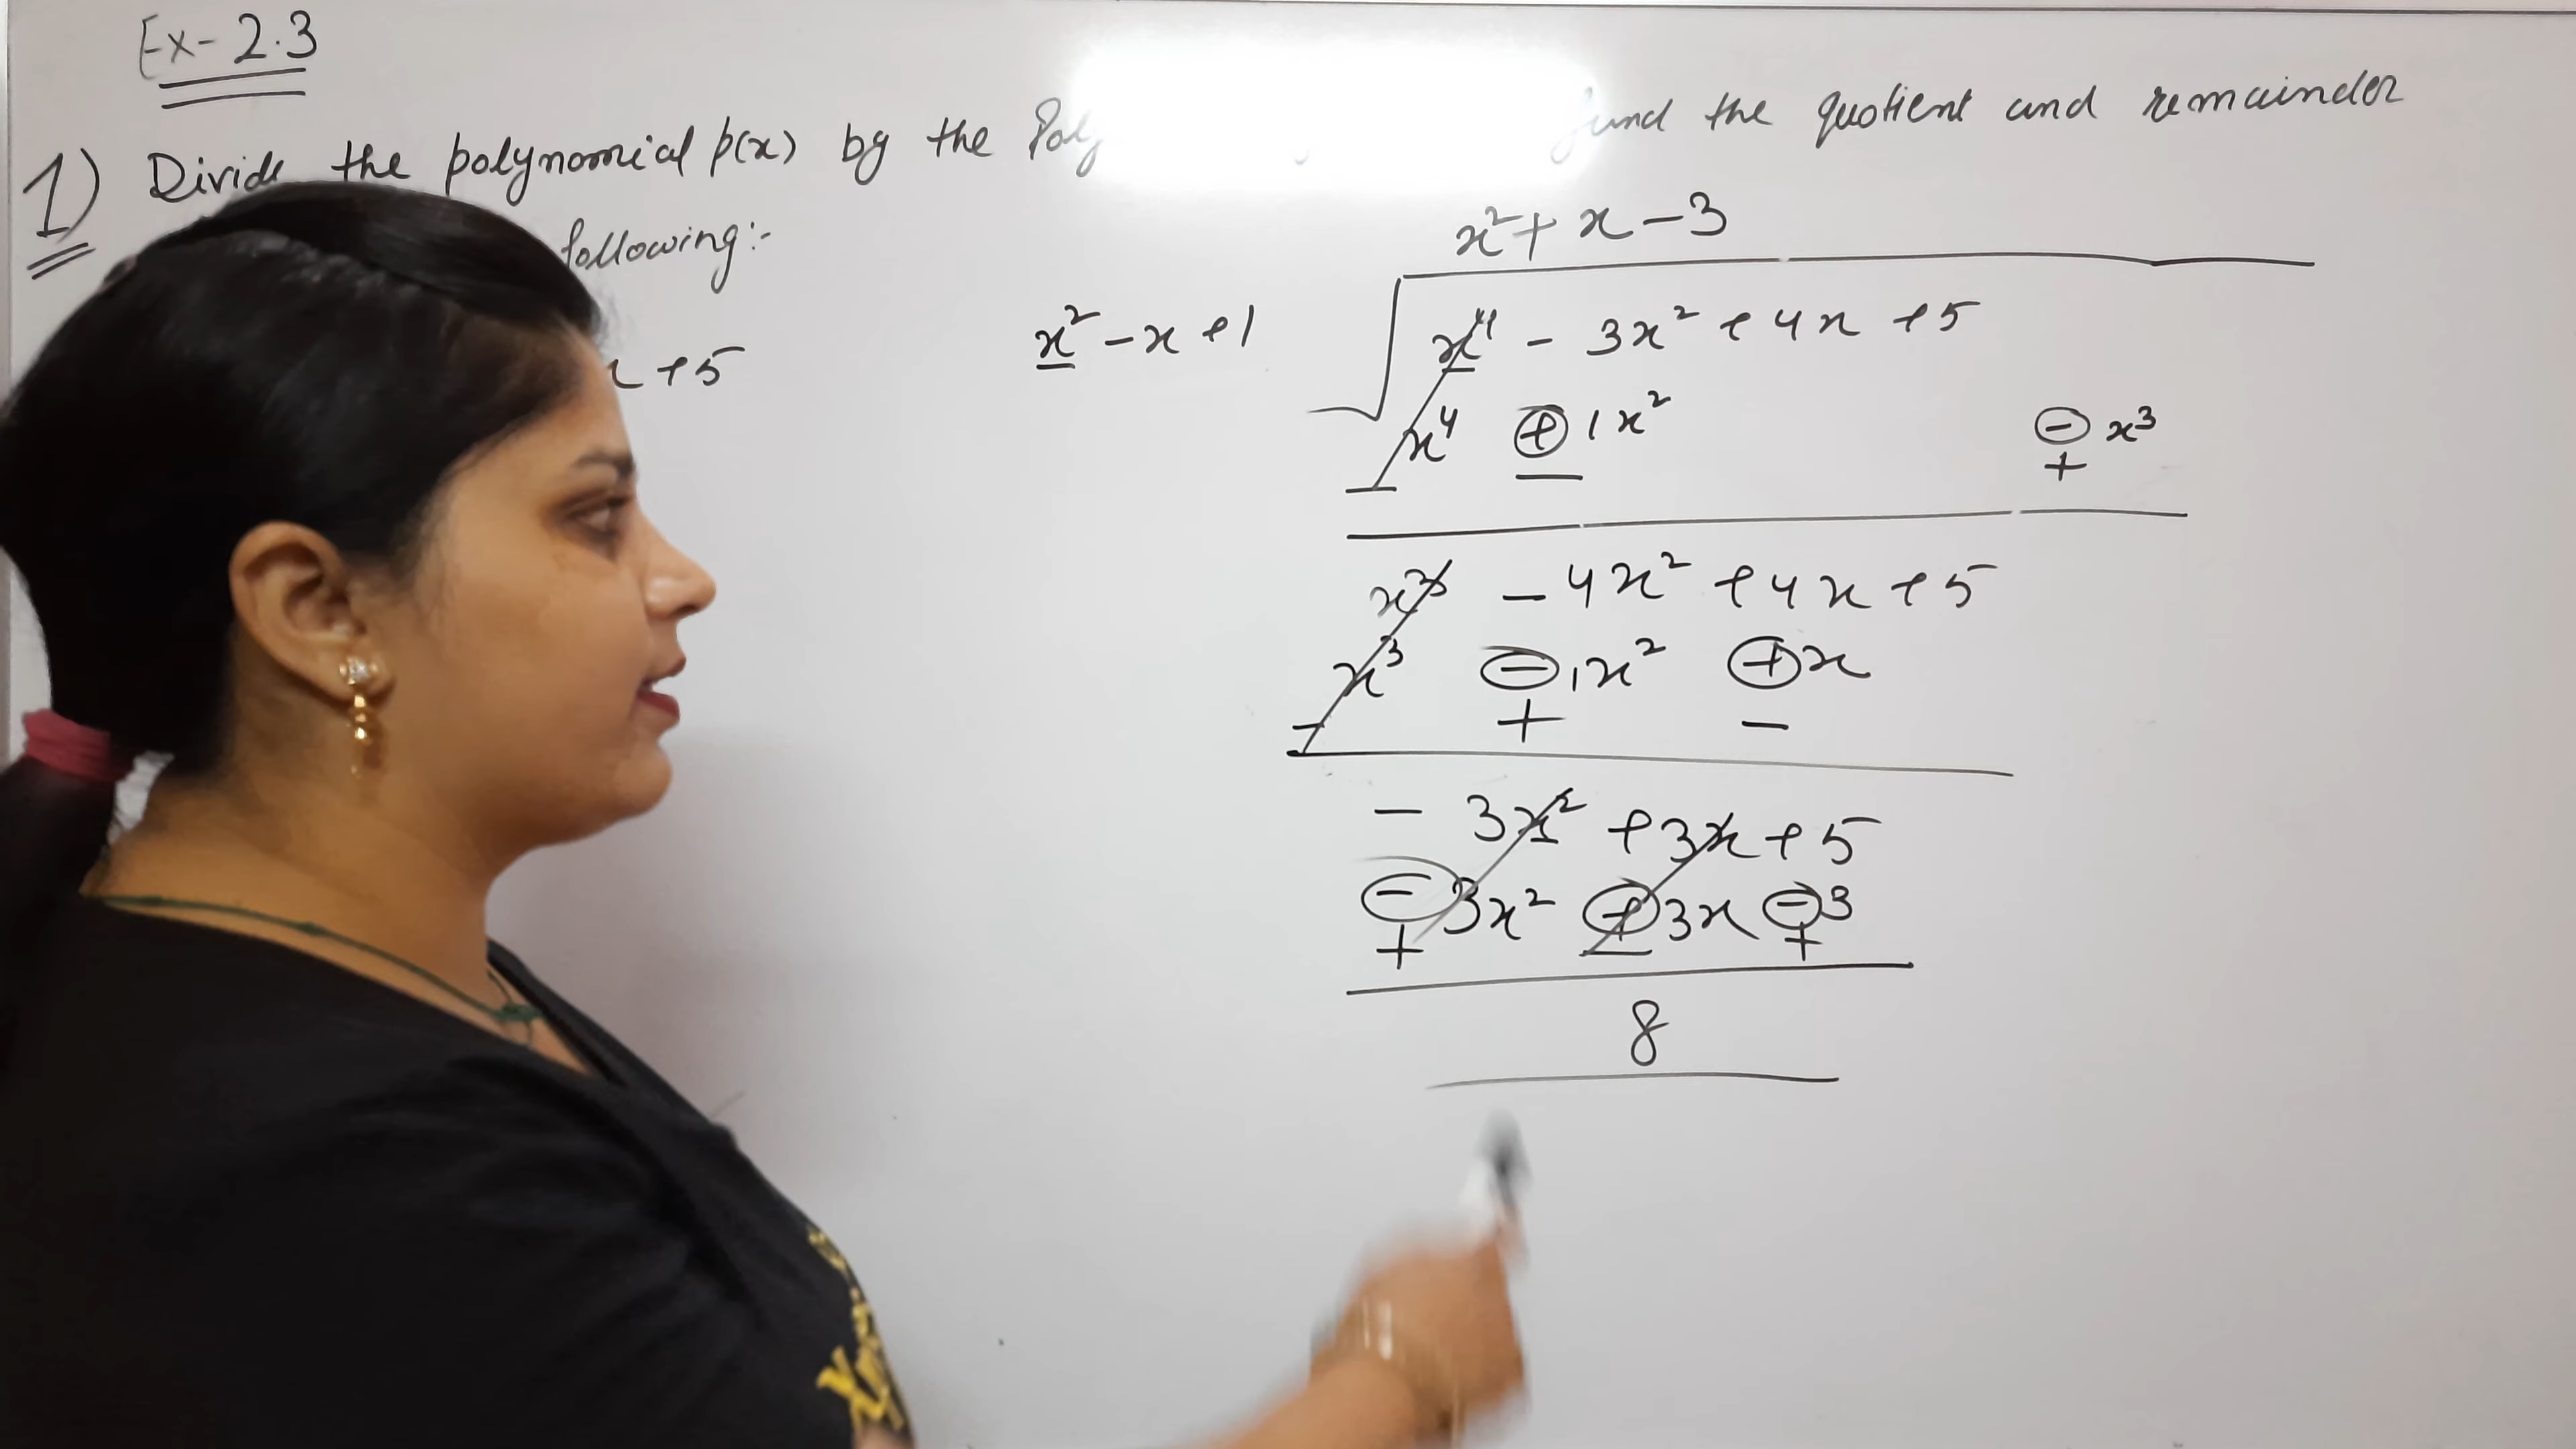 Ex-2.3
1) Divide the polynomial p(x) by the Poly find the quotient and remainder
following:-
x² + x - 3
x + 5
x² - x + 1
x⁴ - 3x² + 4x + 5
x⁴ + 1x² - x³
- - +
x³ - 4x² + 4x + 5
x³ - 1x² + x
- + -
- 3x² + 3x + 5
- 3x² + 3x - 3
+ - +
8